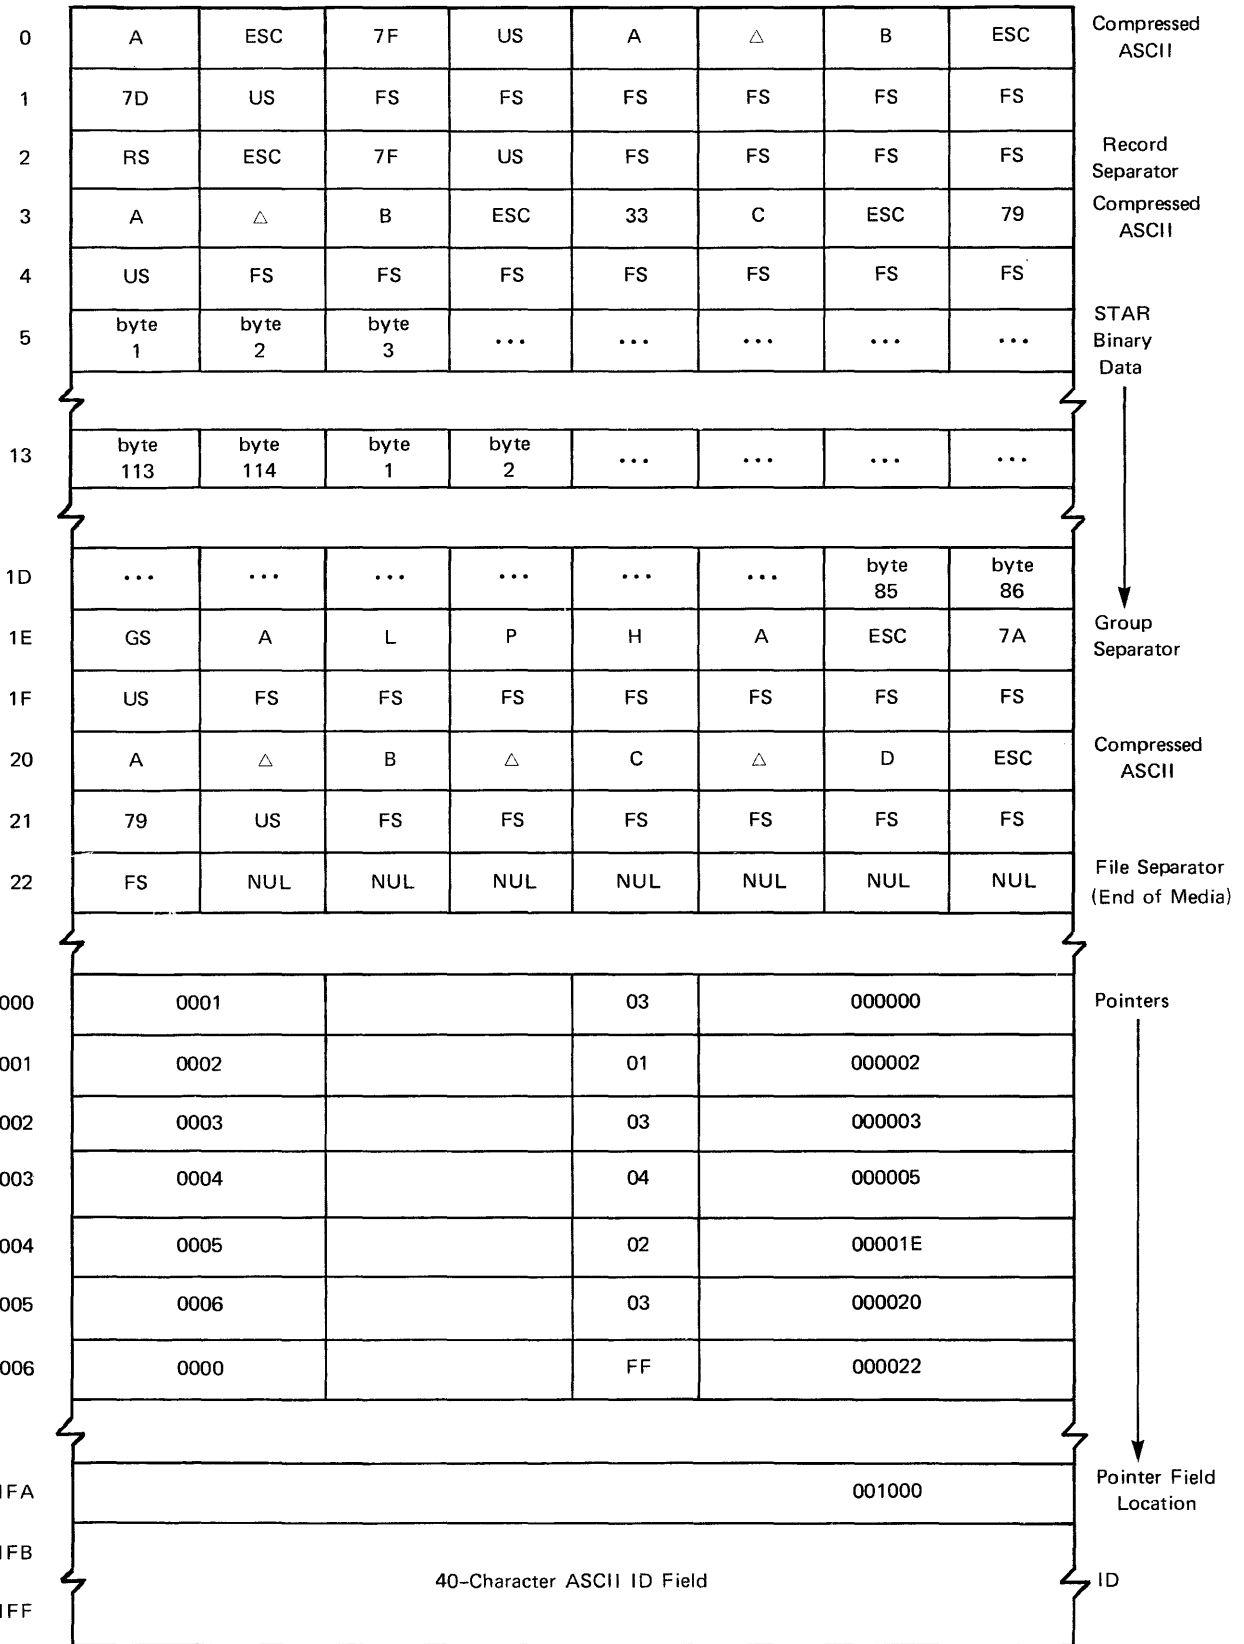 0 A ESC 7F US A △ B ESC Compressed ASCII
1 7D US FS FS FS FS FS FS
2 RS ESC 7F US FS FS FS FS Record Separator
3 A △ B ESC 33 C ESC 79 Compressed ASCII
4 US FS FS FS FS FS FS FS
5 byte 1 byte 2 byte 3 ... ... ... ... ... STAR Binary Data
13 byte 113 byte 114 byte 1 byte 2 ... ... ... ...
1D ... ... ... ... ... ... byte 85 byte 86
1E GS A L P H A ESC 7A Group Separator
1F US FS FS FS FS FS FS FS
20 A △ B △ C △ D ESC Compressed ASCII
21 79 US FS FS FS FS FS FS
22 FS NUL NUL NUL NUL NUL NUL NUL File Separator (End of Media)
000 0001 03 000000 Pointers
001 0002 01 000002
002 0003 03 000003
003 0004 04 000005
004 0005 02 00001E
005 0006 03 000020
006 0000 FF 000022
1FA 001000 Pointer Field Location
1FB
40-Character ASCII ID Field ID
1FF